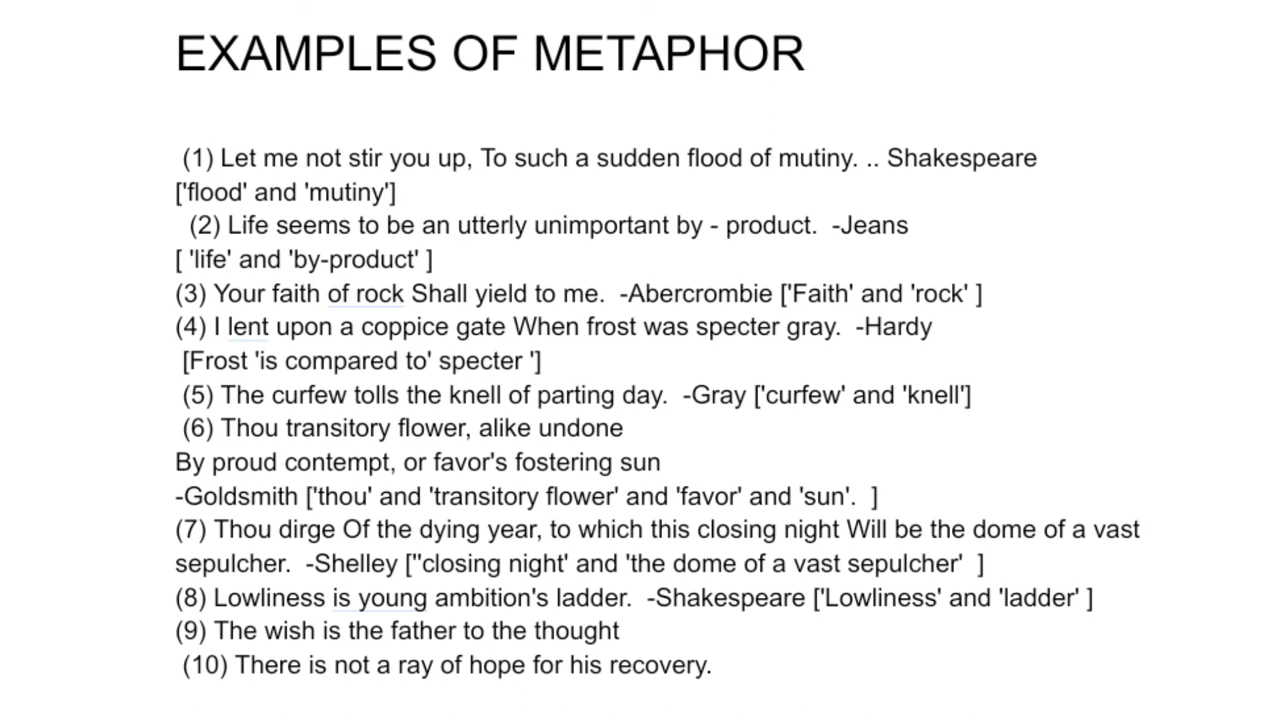 EXAMPLES OF METAPHOR
(1) Let me not stir you up, To such a sudden flood of mutiny. .. Shakespeare
['flood' and 'mutiny']
(2) Life seems to be an utterly unimportant by - product.  -Jeans
[ 'life' and 'by-product' ]
(3) Your faith of rock Shall yield to me.  -Abercrombie ['Faith' and 'rock' ]
(4) I lent upon a coppice gate When frost was specter gray.  -Hardy
[Frost 'is compared to' specter ']
(5) The curfew tolls the knell of parting day.  -Gray ['curfew' and 'knell']
(6) Thou transitory flower, alike undone
By proud contempt, or favor's fostering sun
-Goldsmith ['thou' and 'transitory flower' and 'favor' and 'sun'.  ]
(7) Thou dirge Of the dying year, to which this closing night Will be the dome of a vast
sepulcher.  -Shelley [''closing night' and 'the dome of a vast sepulcher'  ]
(8) Lowliness is young ambition's ladder.  -Shakespeare ['Lowliness' and 'ladder' ]
(9) The wish is the father to the thought
(10) There is not a ray of hope for his recovery.